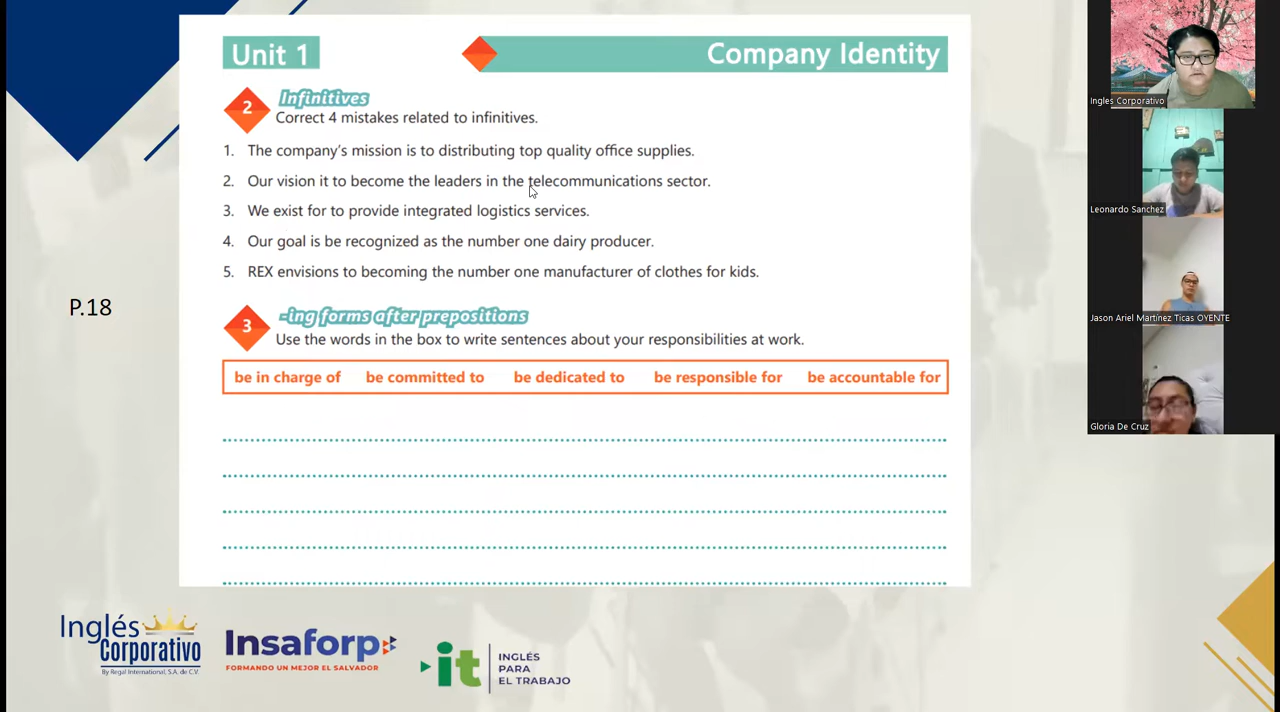 Unit 1
Company Identity
2
Infinitives
Correct 4 mistakes related to infinitives.
1. The company's mission is to distributing top quality office supplies.
2. Our vision it to become the leaders in the telecommunications sector.
3. We exist for to provide integrated logistics services.
4. Our goal is be recognized as the number one dairy producer.
5. REX envisions to becoming the number one manufacturer of clothes for kids.
P.18
3
-ing forms after prepositions
Use the words in the box to write sentences about your responsibilities at work.
be in charge of be committed to be dedicated to be responsible for be accountable for
Inglés
Corporativo
By Regal International, S.A. de C.V.
Insaforp
FORMANDO UN MEJOR EL SALVADOR
it
INGLÉS
PARA
EL TRABAJO
Ingles Corporativo
Leonardo Sanchez
Jason Ariel Martínez Ticas OYENTE
Gloria De Cruz